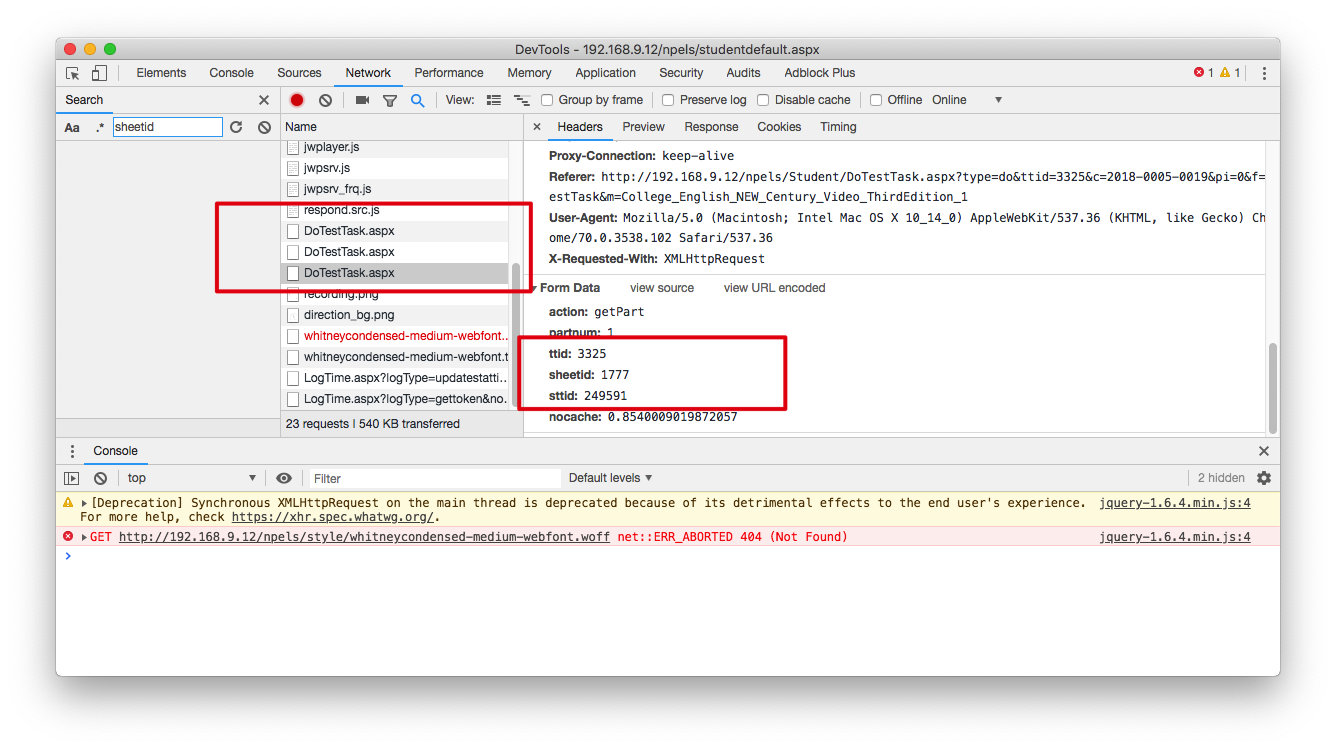 DevTools - 192.168.9.12/npels/studentdefault.aspx
Elements Console Sources Network Performance Memory Application Security Audits Adblock Plus 1 1
Search
View: Group by frame Preserve log Disable cache Offline Online
Aa .* sheetid
Name
Headers Preview Response Cookies Timing
jwplayer.js
jwpsrv.js
jwpsrv_frq.js
respond.src.js
DoTestTask.aspx
DoTestTask.aspx
DoTestTask.aspx
recording.png
direction_bg.png
whitneycondensed-medium-webfont...
whitneycondensed-medium-webfont.t
LogTime.aspx?logType=updatestatti...
LogTime.aspx?logType=gettoken&no...
23 requests | 540 KB transferred
Proxy-Connection: keep-alive
Referer: http://192.168.9.12/npels/Student/DoTestTask.aspx?type=do&ttid=3325&c=2018-0005-0019&pi=0&f=
estTask&m=College_English_NEW_Century_Video_ThirdEdition_1
User-Agent: Mozilla/5.0 (Macintosh; Intel Mac OS X 10_14_0) AppleWebKit/537.36 (KHTML, like Gecko) Ch
ome/70.0.3538.102 Safari/537.36
X-Requested-With: XMLHttpRequest
Form Data view source view URL encoded
action: getPart
partnum: 1
ttid: 3325
sheetid: 1777
sttid: 249591
nocache: 0.8540009019872057
Console
top Filter Default levels 2 hidden
[Deprecation] Synchronous XMLHttpRequest on the main thread is deprecated because of its detrimental effects to the end user's experience. jquery-1.6.4.min.js:4
For more help, check https://xhr.spec.whatwg.org/.
GET http://192.168.9.12/npels/style/whitneycondensed-medium-webfont.woff net::ERR_ABORTED 404 (Not Found) jquery-1.6.4.min.js:4